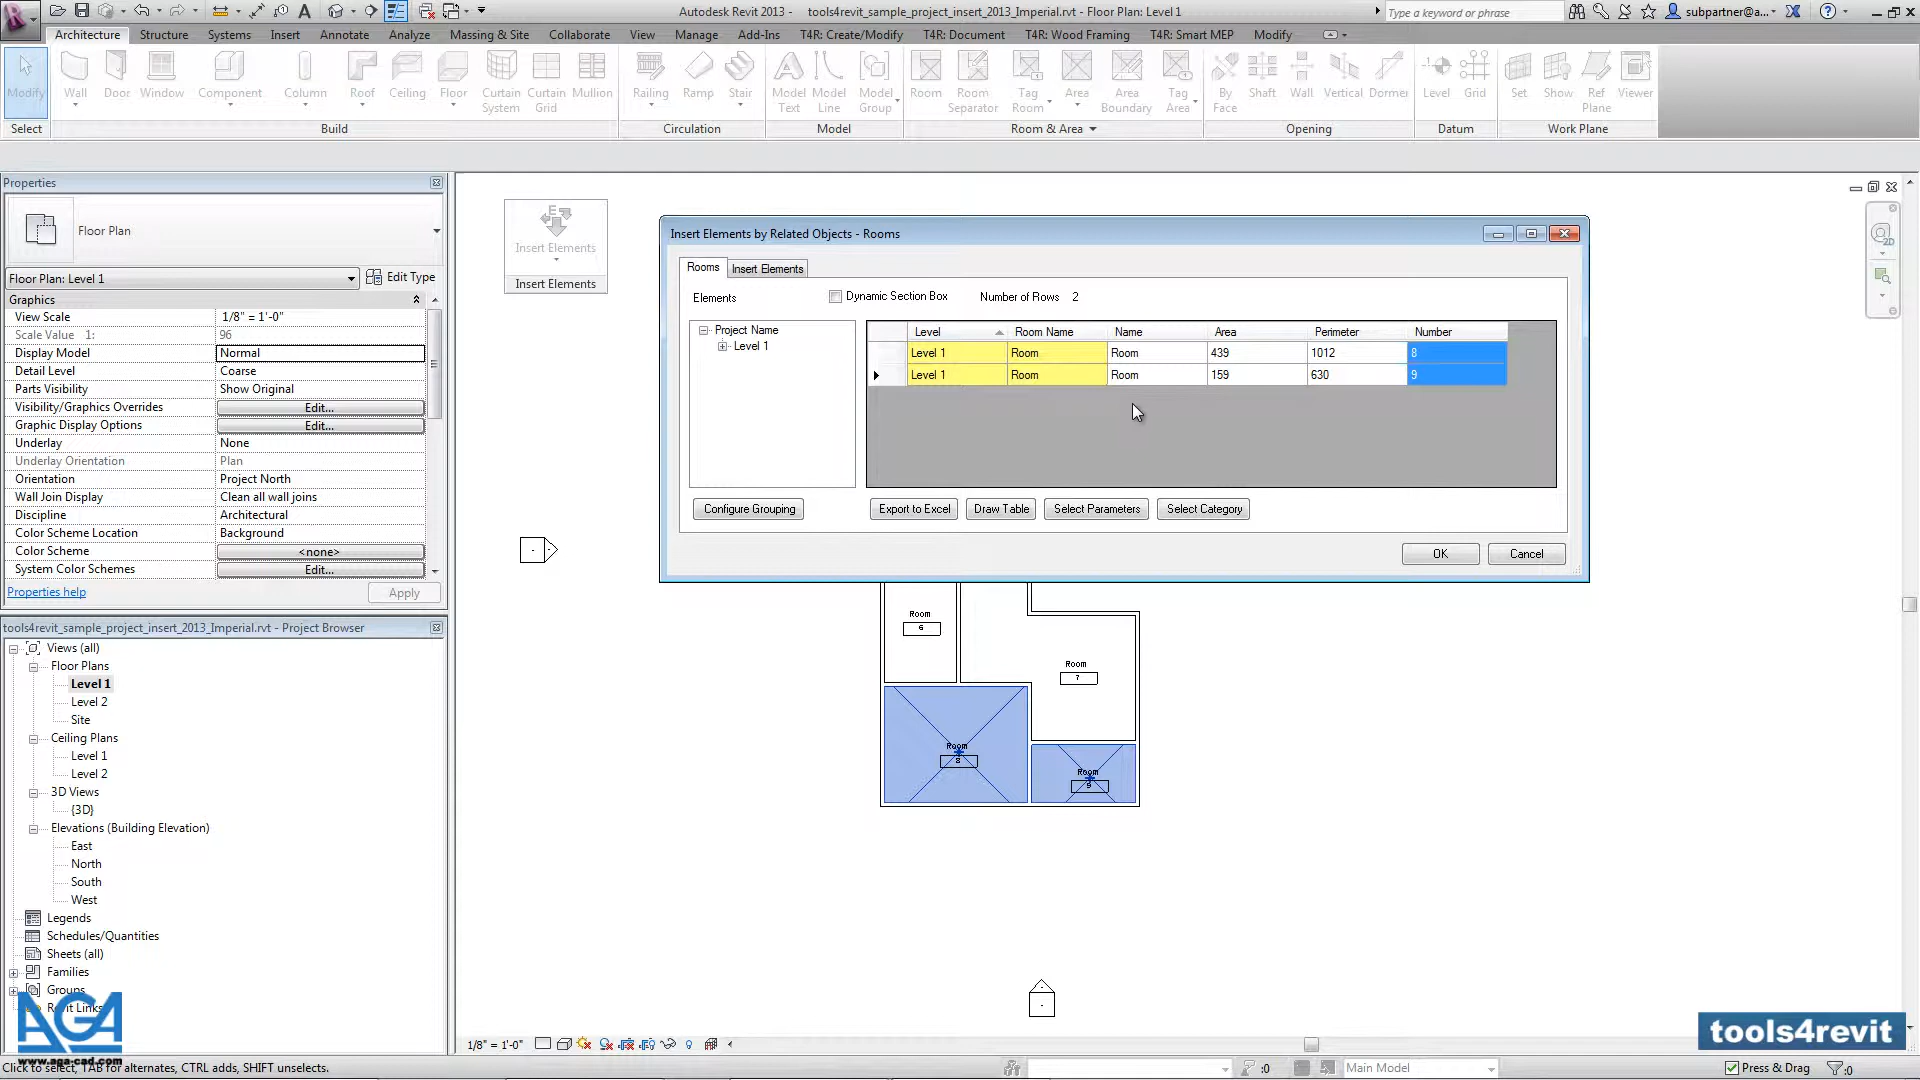 Autodesk Revit 2013 - tools4revit_sample_project_insert_2013_Imperial.rvt - Floor Plan: Level 1
Type a keyword or phrase
subpartner@a...
Architecture Structure Systems Insert Annotate Analyze Massing & Site Collaborate View Manage Add-Ins T4R: Create/Modify T4R: Document T4R: Wood Framing T4R: Smart MEP Modify
Modify Wall Door Window Component Column Roof Ceiling Floor Curtain System Curtain Grid Mullion Railing Ramp Stair Model Text Model Line Model Group Room Room Separator Tag Room Area Area Boundary Tag Area By Face Shaft Wall Vertical Dormer Level Grid Set Show Ref Plane Viewer
Select Build Circulation Model Room & Area Opening Datum Work Plane
Properties
Floor Plan
Floor Plan: Level 1 Edit Type
Graphics
View Scale 1/8" = 1'-0"
Scale Value 1: 96
Display Model Normal
Detail Level Coarse
Parts Visibility Show Original
Visibility/Graphics Overrides Edit...
Graphic Display Options Edit...
Underlay None
Underlay Orientation Plan
Orientation Project North
Wall Join Display Clean all wall joins
Discipline Architectural
Color Scheme Location Background
Color Scheme <none>
System Color Schemes Edit...
Properties help Apply
tools4revit_sample_project_insert_2013_Imperial.rvt - Project Browser
Views (all)
Floor Plans
Level 1
Level 2
Site
Ceiling Plans
Level 1
Level 2
3D Views
{3D}
Elevations (Building Elevation)
East
North
South
West
Legends
Schedules/Quantities
Sheets (all)
Families
Groups
Revit Links
AGA
www.aga-cad.com
Insert Elements
Insert Elements
Insert Elements by Related Objects - Rooms
Rooms Insert Elements
Elements Dynamic Section Box Number of Rows 2
Project Name
Level 1
Level Room Name Name Area Perimeter Number
Level 1 Room Room 439 1012 8
Level 1 Room Room 159 630 9
Configure Grouping Export to Excel Draw Table Select Parameters Select Category
OK Cancel
Room
6
Room
7
Room
8
Room
9
2D
1/8" = 1'-0"
tools4revit
Click to select, TAB for alternates, CTRL adds, SHIFT unselects.
:0 Main Model Press & Drag :0